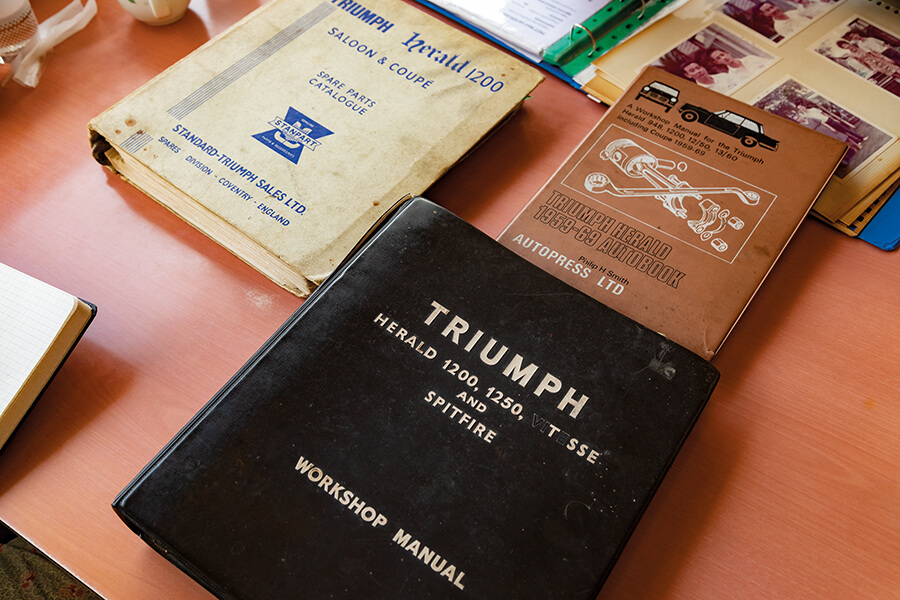 TRIUMPH Herald 1200
SALOON & COUPE
SPARE PARTS
CATALOGUE
STANPART
STANDARD-TRIUMPH SALES LTD.
SPARES DIVISION - COVENTRY - ENGLAND
A Workshop Manual for the Triumph
Herald 948, 1200, 12/50, 13/60
including Coupe 1959-69
TRIUMPH HERALD
1959-69 AUTOBOOK
Philip H Smith
AUTOPRESS LTD
TRIUMPH
HERALD 1200, 1250, VITESSE
AND
SPITFIRE
WORKSHOP MANUAL